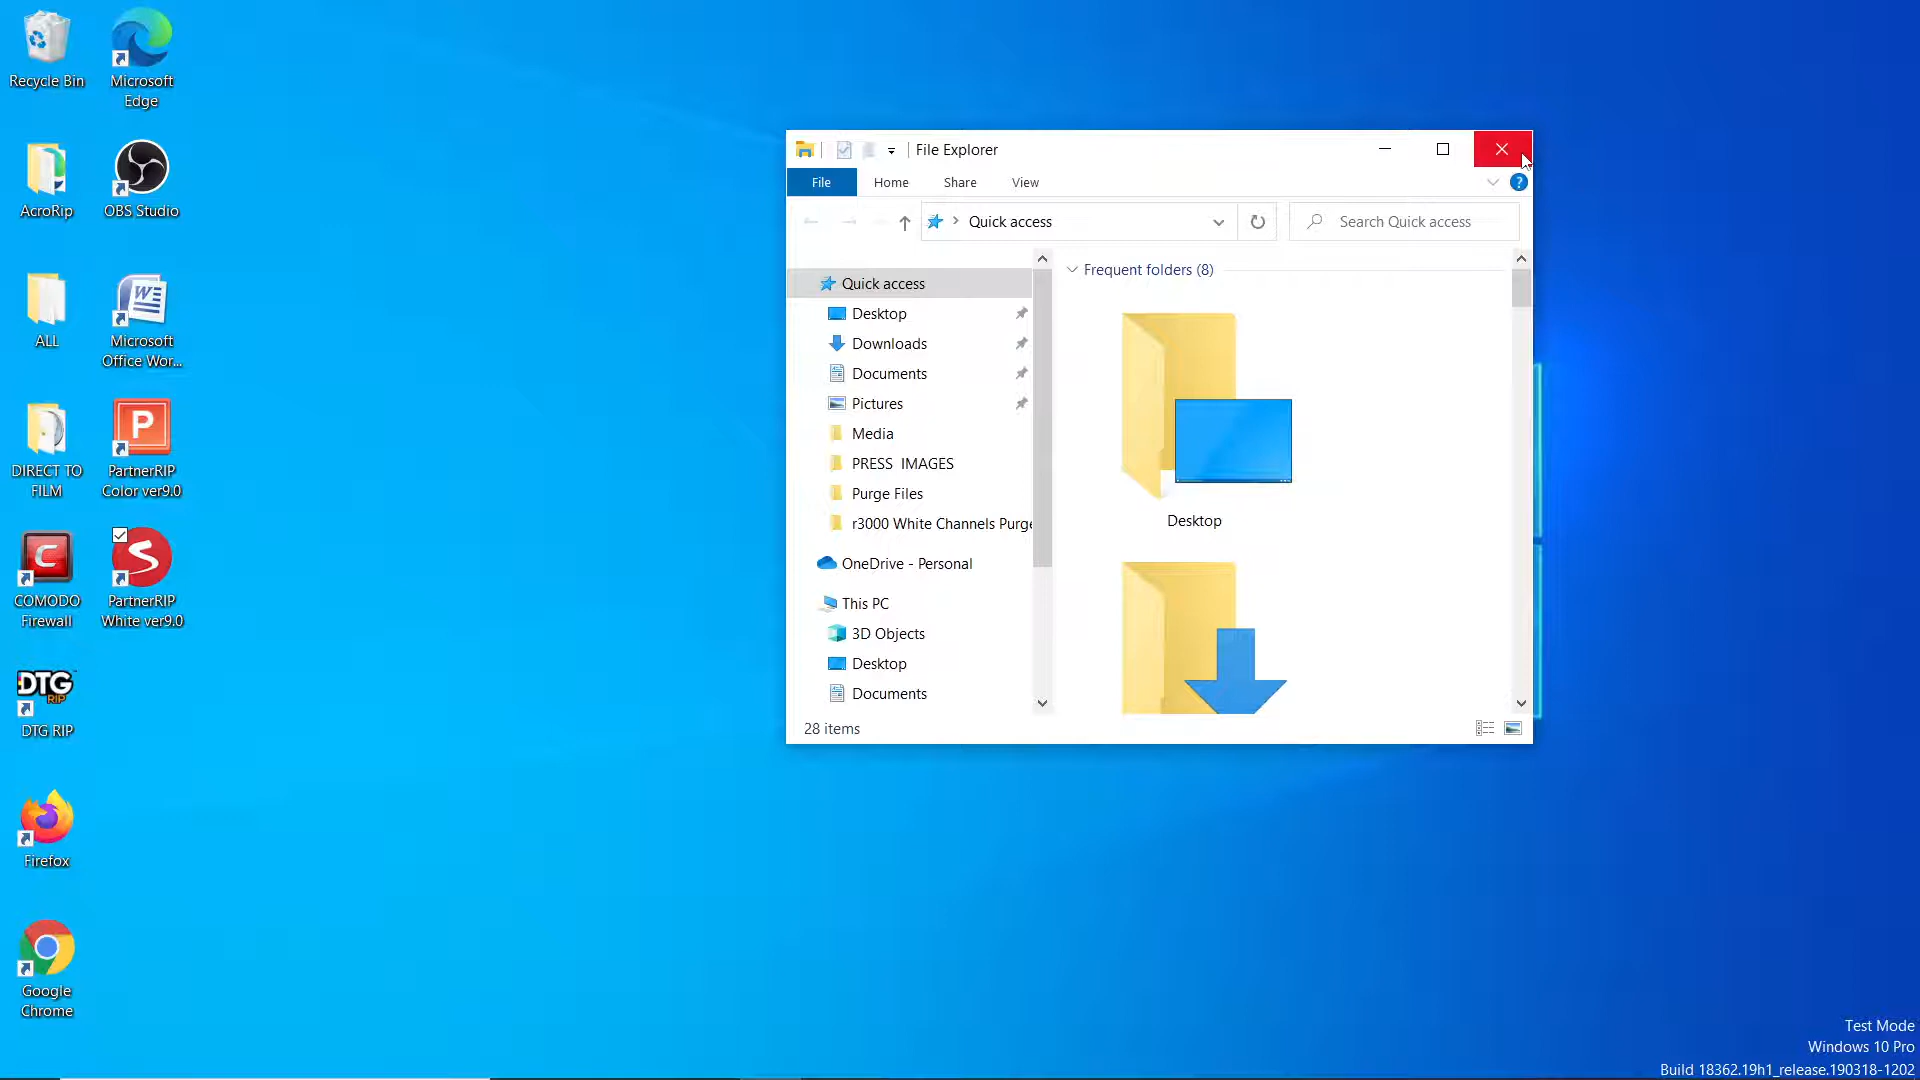 Recycle Bin
Microsoft
Edge
AcroRip
OBS Studio
ALL
Microsoft
Office Wor...
DIRECT TO
FILM
P
PartnerRIP
Color ver9.0
C
COMODO
Firewall
S
PartnerRIP
White ver9.0
DTG
RIP
DTG RIP
Firefox
Google
Chrome
File Explorer
File
Home
Share
View
?
Quick access
Search Quick access
Quick access
Desktop
Downloads
Documents
Pictures
Media
PRESS  IMAGES
Purge Files
r3000 White Channels Purge
OneDrive - Personal
This PC
3D Objects
Desktop
Documents
Frequent folders (8)
Desktop
28 items
Test Mode
Windows 10 Pro
Build 18362.19h1_release.190318-1202